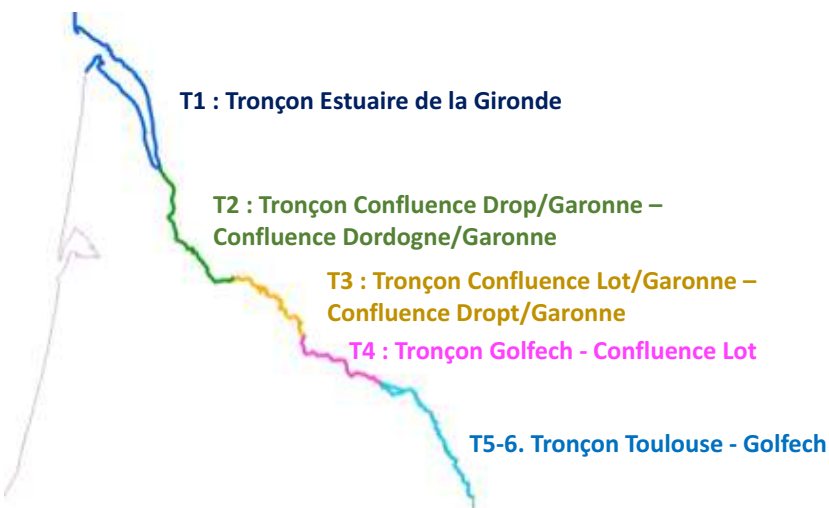 T1 : Tronçon Estuaire de la Gironde
T2 : Tronçon Confluence Drop/Garonne –
Confluence Dordogne/Garonne
T3 : Tronçon Confluence Lot/Garonne –
Confluence Dropt/Garonne
T4 : Tronçon Golfech - Confluence Lot
T5-6. Tronçon Toulouse - Golfech